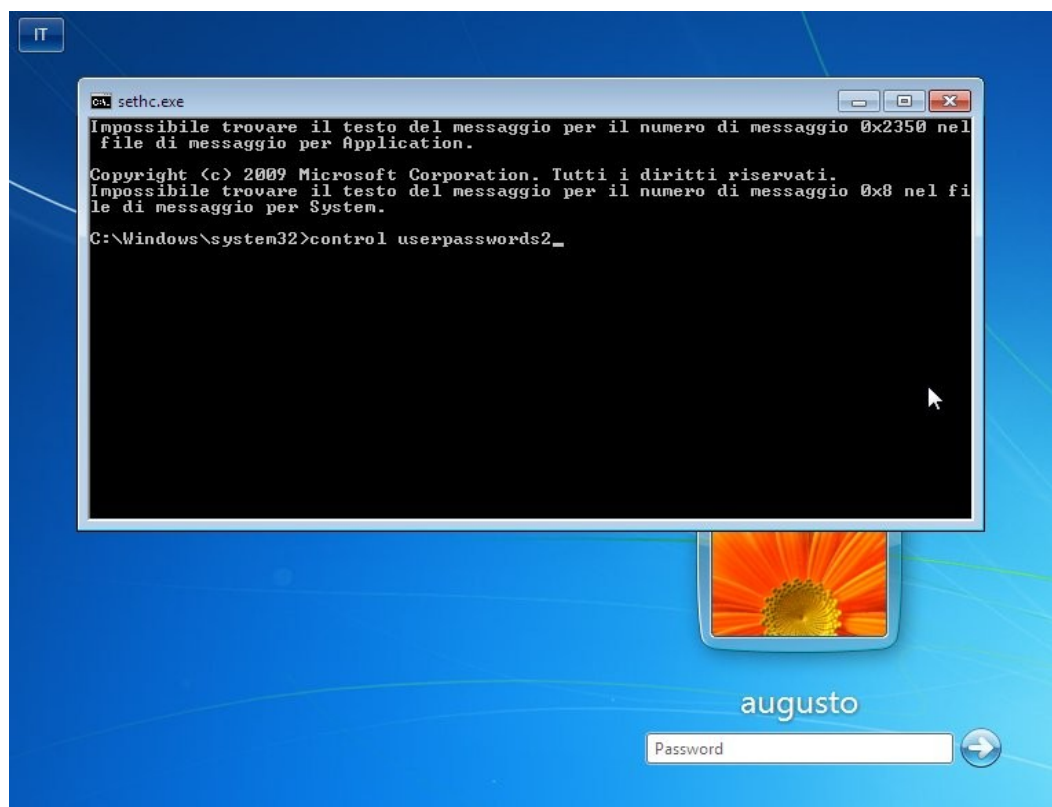 IT
sethc.exe
Impossibile trovare il testo del messaggio per il numero di messaggio 0x2350 nel
 file di messaggio per Application.
Copyright (c) 2009 Microsoft Corporation. Tutti i diritti riservati.
Impossibile trovare il testo del messaggio per il numero di messaggio 0x8 nel fi
le di messaggio per System.
C:\Windows\system32>control userpasswords2_
augusto
Password